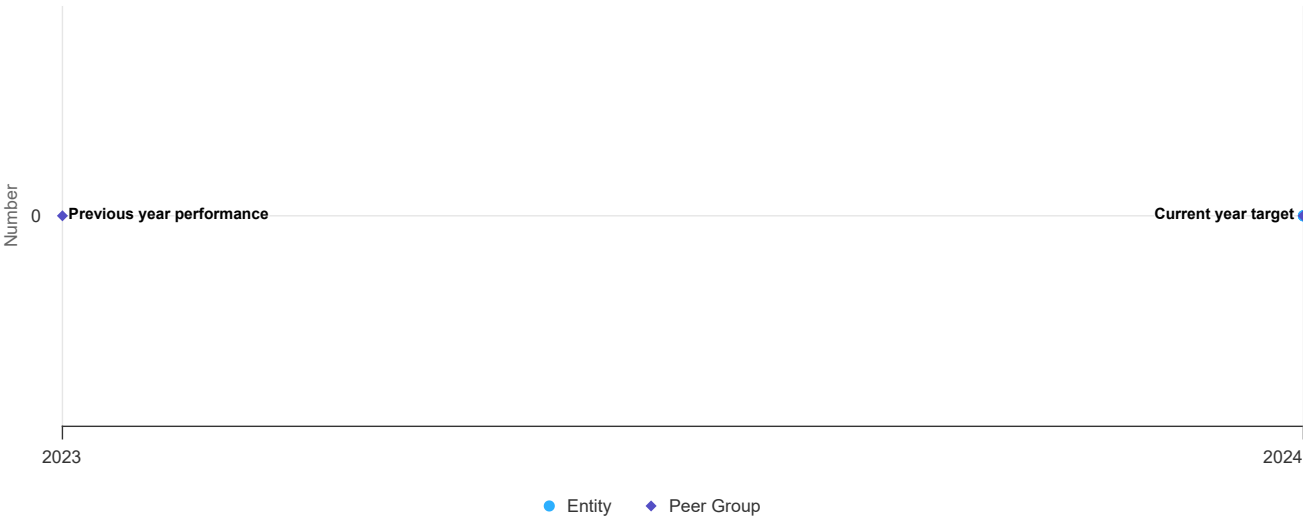 Number
0
Previous year performance
Current year target
2023
2024
Entity
Peer Group